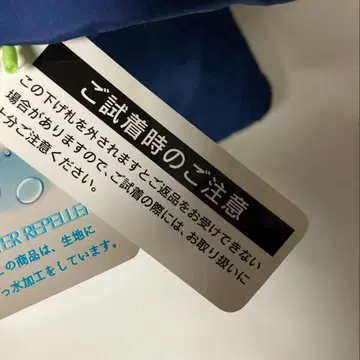 ご試着時のご注意
この下げ札を外されますとご返品をお受けできない
場合がありますので、ご試着の際には、お取り扱いに
十分ご注意ください。
ER REPELLE
の商品は、生地に
っ水加工をしています。